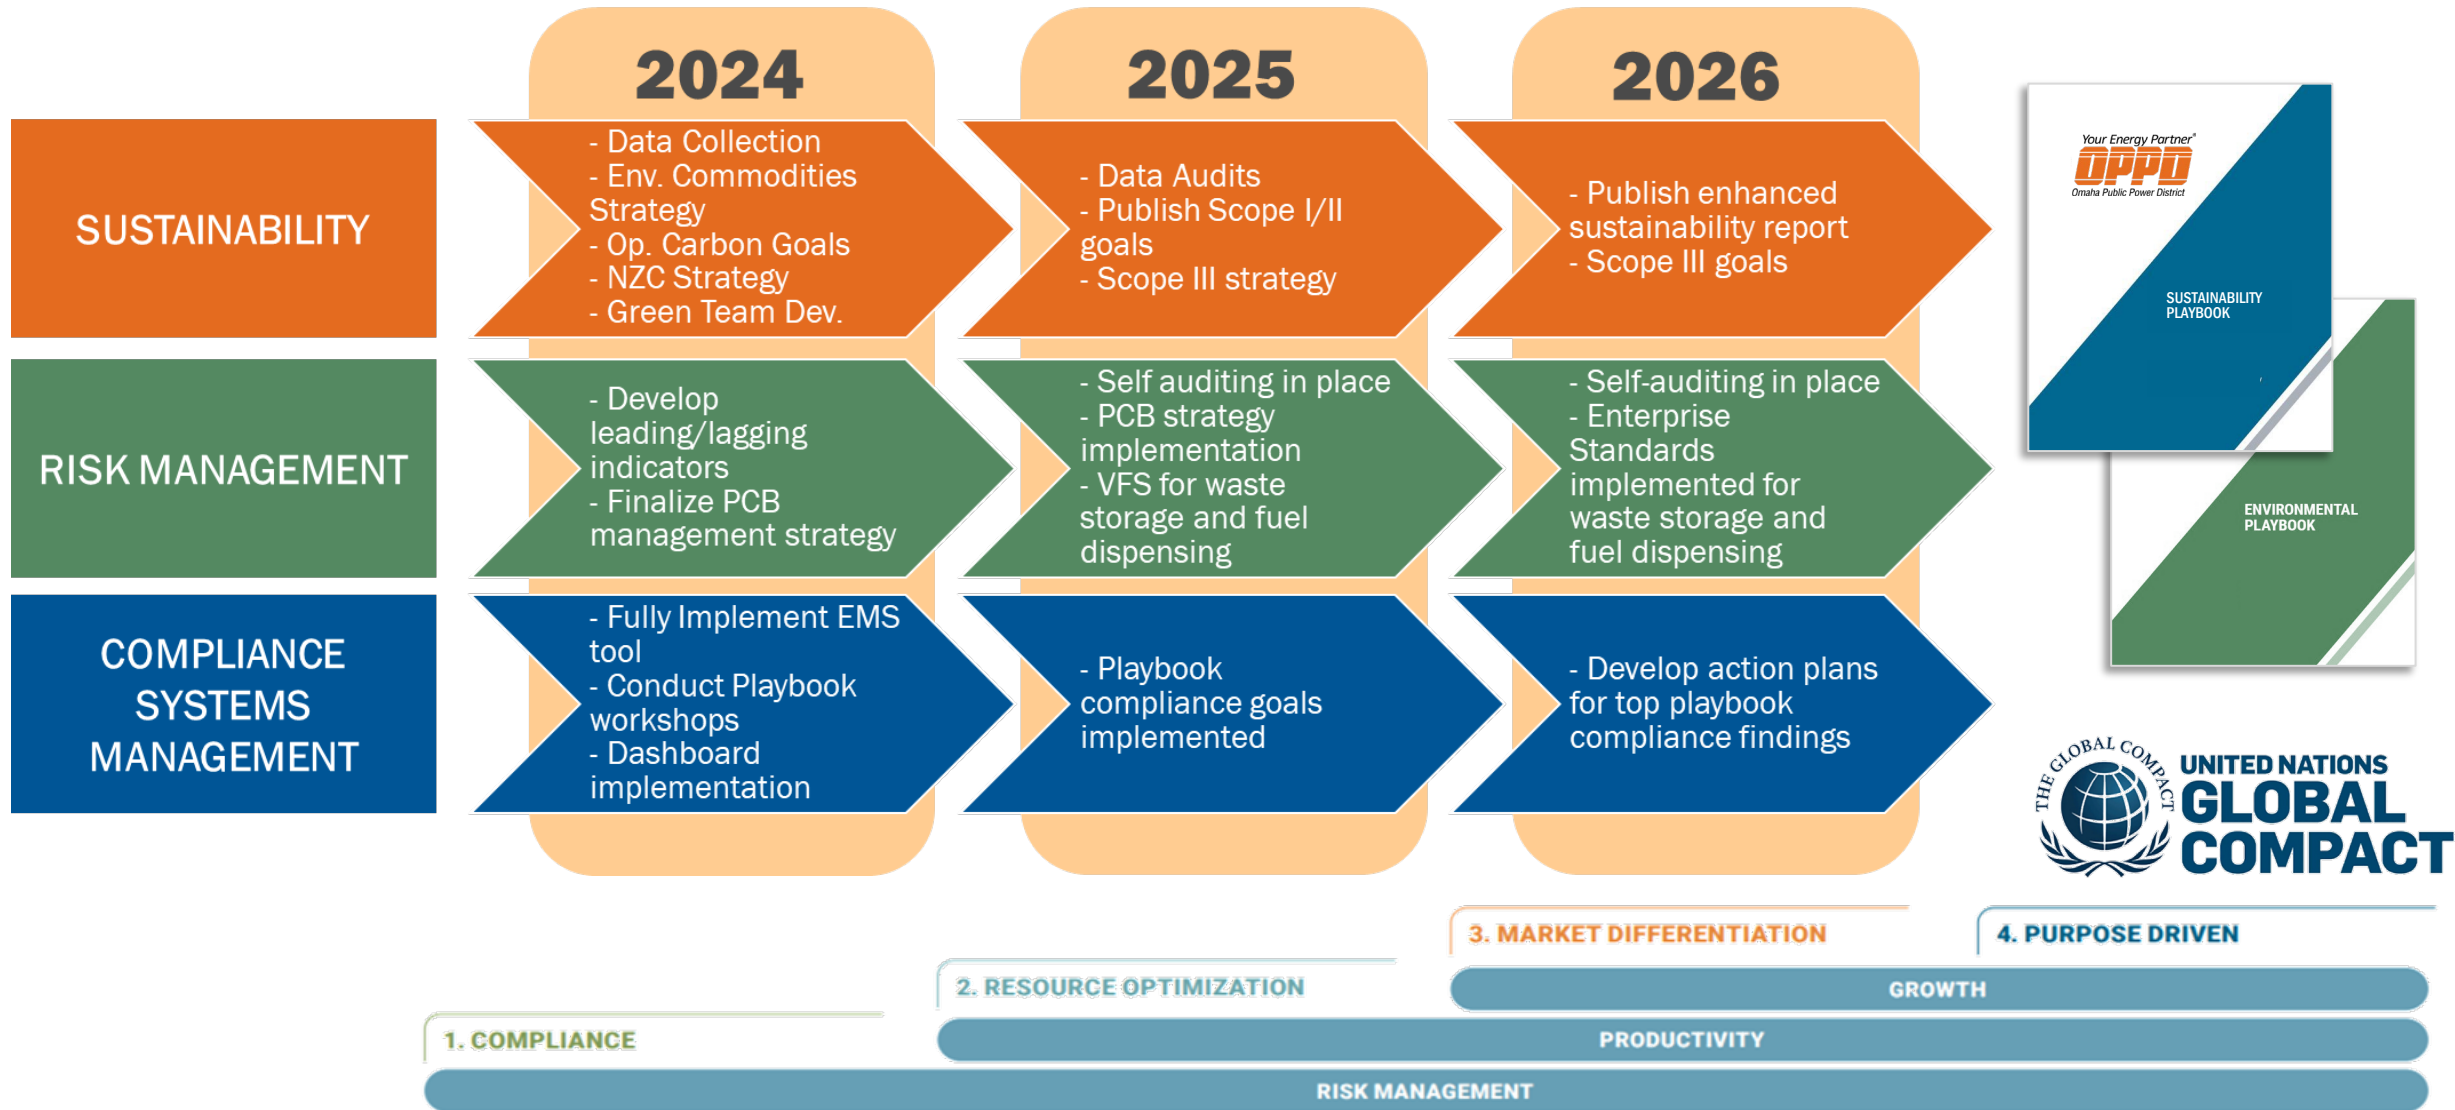 2024
2025
2026
SUSTAINABILITY
- Data Collection
- Env. Commodities
Strategy
- Op. Carbon Goals
- NZC Strategy
- Green Team Dev.
- Data Audits
- Publish Scope I/II
goals
- Scope III strategy
- Publish enhanced
sustainability report
- Scope III goals
RISK MANAGEMENT
- Develop
leading/lagging
indicators
- Finalize PCB
management strategy
- Self auditing in place
- PCB strategy
implementation
- VFS for waste
storage and fuel
dispensing
- Self-auditing in place
- Enterprise
Standards
implemented for
waste storage and
fuel dispensing
COMPLIANCE
SYSTEMS
MANAGEMENT
- Fully Implement EMS
tool
- Conduct Playbook
workshops
- Dashboard
implementation
- Playbook
compliance goals
implemented
- Develop action plans
for top playbook
compliance findings
Your Energy Partner®
OPPD
Omaha Public Power District
SUSTAINABILITY
PLAYBOOK
ENVIRONMENTAL
PLAYBOOK
THE GLOBAL COMPACT
UNITED NATIONS
GLOBAL
COMPACT
3. MARKET DIFFERENTIATION
4. PURPOSE DRIVEN
2. RESOURCE OPTIMIZATION
GROWTH
1. COMPLIANCE
PRODUCTIVITY
RISK MANAGEMENT